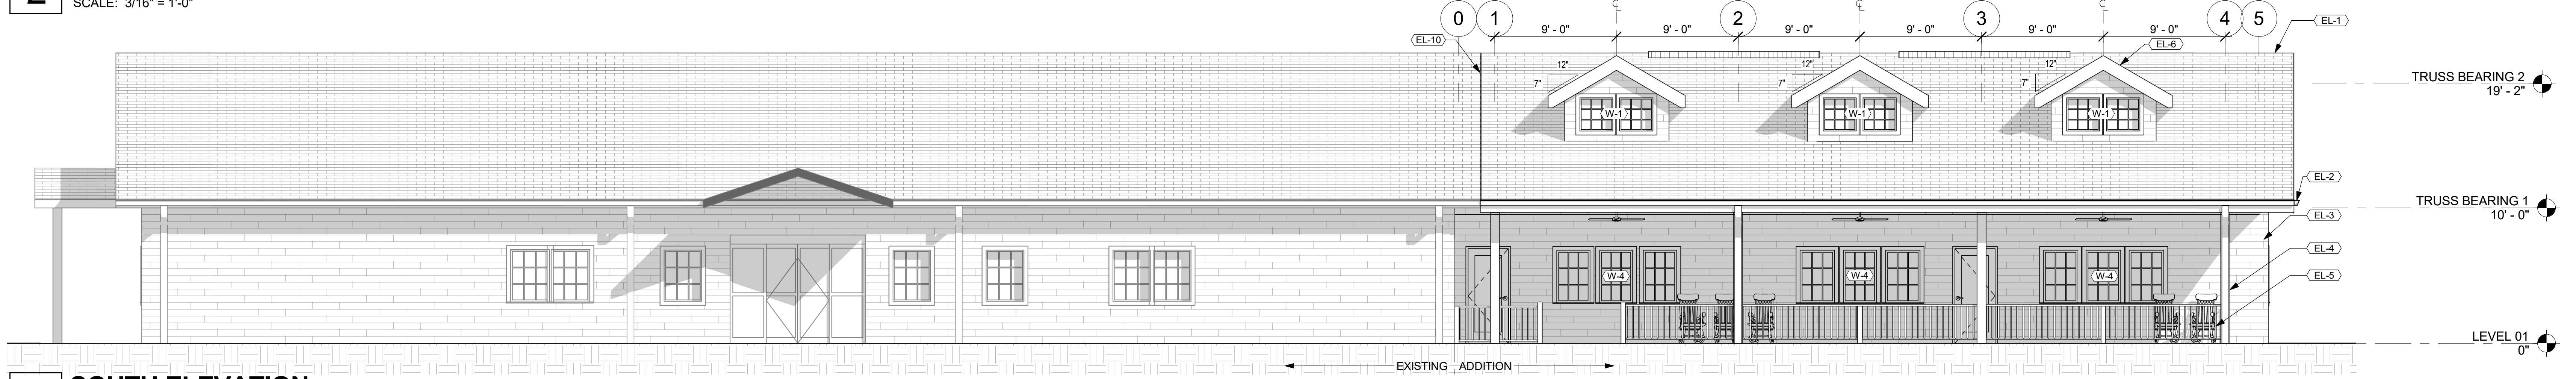 SCALE: 3/16" = 1'-0"
0 1 2 3 4 5
9' - 0" 9' - 0" 9' - 0" 9' - 0" 9' - 0" 9' - 0"
EL-1
EL-10
EL-6
12" 12" 12"
7" 7" 7"
TRUSS BEARING 2
19' - 2"
W-1 W-1 W-1
EL-2
TRUSS BEARING 1
10' - 0"
EL-3
EL-4
W-4 W-4 W-4
EL-5
LEVEL 01
0"
EXISTING ADDITION
SOUTH ELEVATION